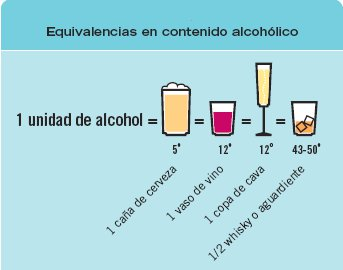 Equivalencias en contenido alcohólico
1 unidad de alcohol = = = =
5° 12° 12° 43-50°
1 caña de cerveza
1 vaso de vino
1 copa de cava
1/2 whisky o aguardiente